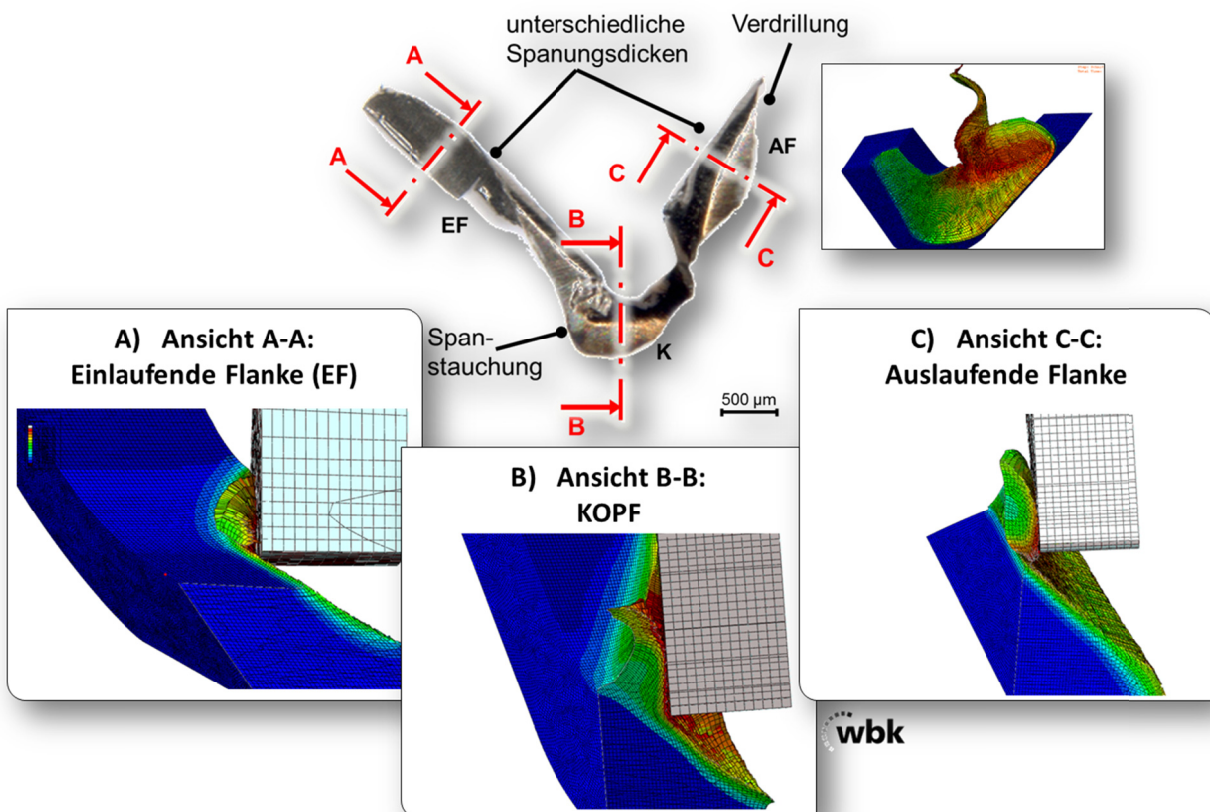 unterschiedliche
Spanungsdicken
Verdrillung
A
A
EF
B
B
C
C
AF
K
Span-
stauchung
500 µm
A) Ansicht A-A:
Einlaufende Flanke (EF)
B) Ansicht B-B:
KOPF
C) Ansicht C-C:
Auslaufende Flanke
wbk